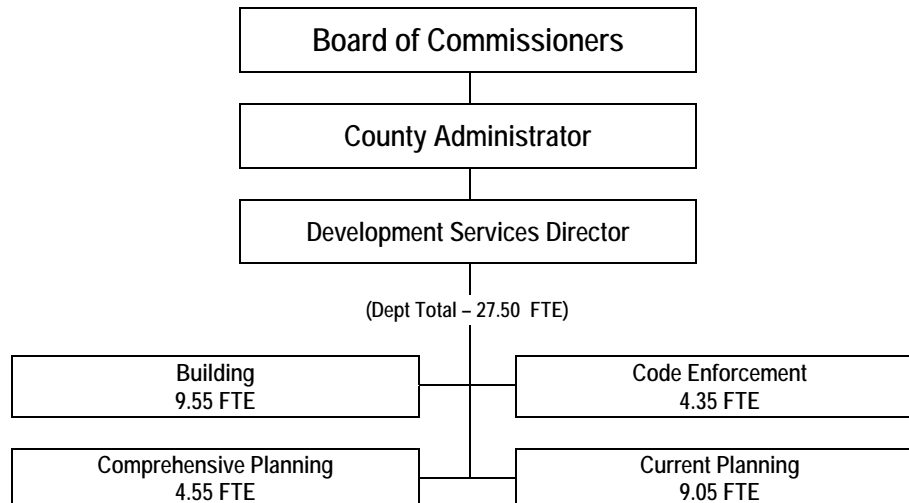 Board of Commissioners
County Administrator
Development Services Director
(Dept Total – 27.50 FTE)
Building
9.55 FTE
Code Enforcement
4.35 FTE
Comprehensive Planning
4.55 FTE
Current Planning
9.05 FTE